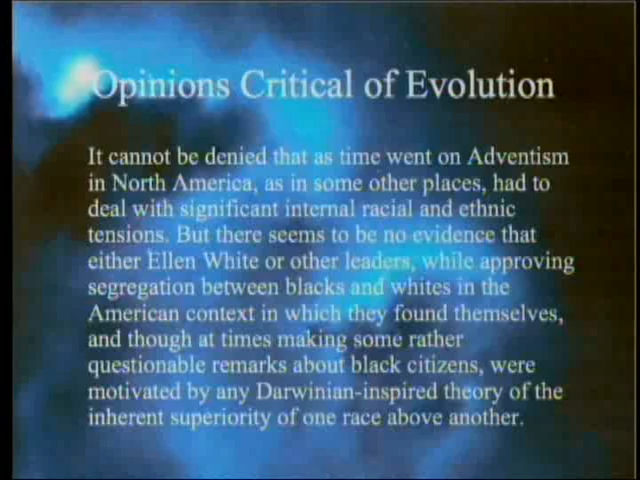 Opinions Critical of Evolution
It cannot be denied that as time went on Adventism
in North America, as in some other places, had to
deal with significant internal racial and ethnic
tensions. But there seems to be no evidence that
either Ellen White or other leaders, while approving
segregation between blacks and whites in the
American context in which they found themselves,
and though at times making some rather
questionable remarks about black citizens, were
motivated by any Darwinian-inspired theory of the
inherent superiority of one race above another.